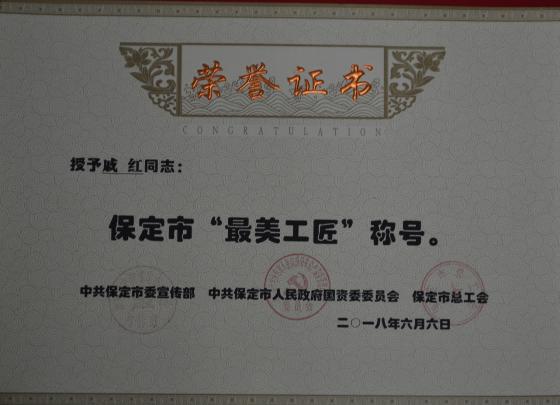 荣誉证书
CONGRATULATION
授予戚 红同志：
保定市“最美工匠”称号。
中共保定市委宣传部 中共保定市人民政府国资委委员会 保定市总工会
二〇一八年六月六日